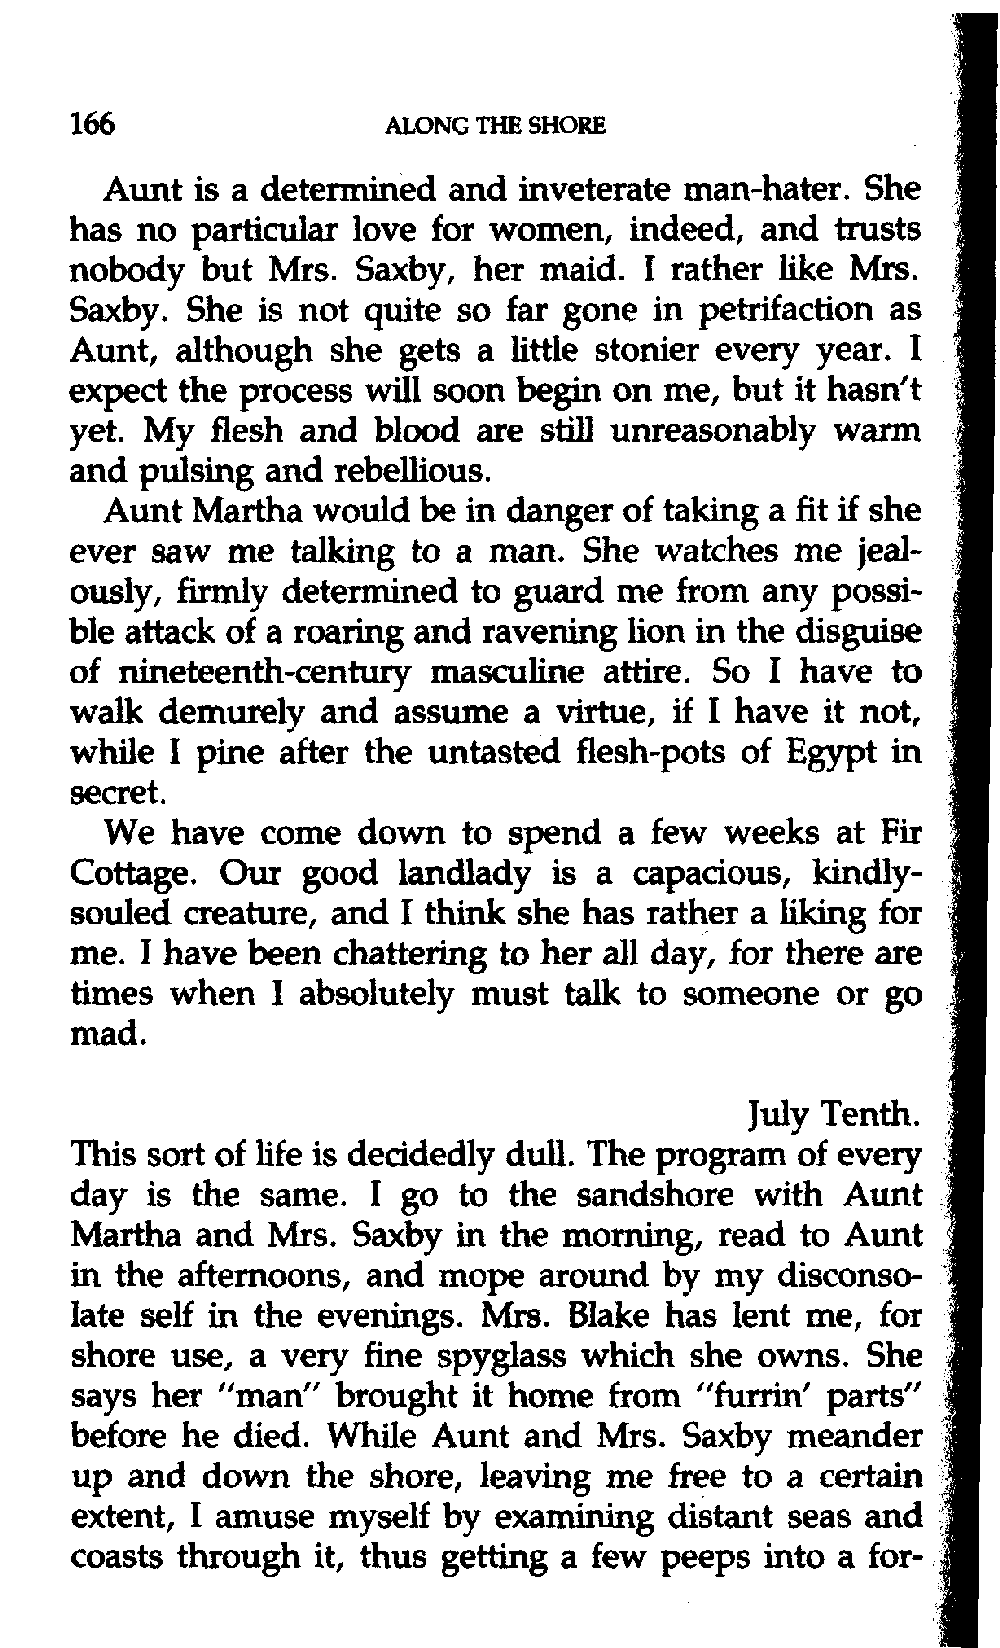 166 ALONG THE SHORE
Aunt is a determined and inveterate man-hater. She
has no particular love for women, indeed, and trusts
nobody but Mrs. Saxby, her maid. I rather like Mrs.
Saxby. She is not quite so far gone in petrifaction as
Aunt, although she gets a little stonier every year. I
expect the process will soon begin on me, but it hasn't
yet. My flesh and blood are still unreasonably warm
and pulsing and rebellious.
Aunt Martha would be in danger of taking a fit if she
ever saw me talking to a man. She watches me jeal-
ously, firmly determined to guard me from any possi-
ble attack of a roaring and ravening lion in the disguise
of nineteenth-century masculine attire. So I have to
walk demurely and assume a virtue, if I have it not,
while I pine after the untasted flesh-pots of Egypt in
secret.
We have come down to spend a few weeks at Fir
Cottage. Our good landlady is a capacious, kindly-
souled creature, and I think she has rather a liking for
me. I have been chattering to her all day, for there are
times when I absolutely must talk to someone or go
mad.
July Tenth.
This sort of life is decidedly dull. The program of every
day is the same. I go to the sandshore with Aunt
Martha and Mrs. Saxby in the morning, read to Aunt
in the afternoons, and mope around by my disconso-
late self in the evenings. Mrs. Blake has lent me, for
shore use, a very fine spyglass which she owns. She
says her "man" brought it home from "furrin' parts"
before he died. While Aunt and Mrs. Saxby meander
up and down the shore, leaving me free to a certain
extent, I amuse myself by examining distant seas and
coasts through it, thus getting a few peeps into a for-